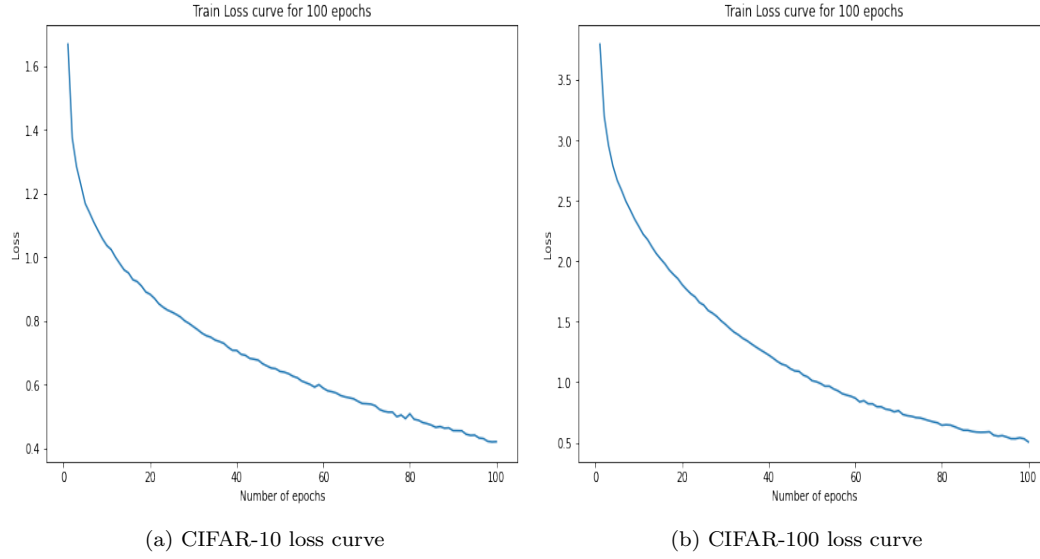 Train Loss curve for 100 epochs
1.6
1.4
1.2
1.0
0.8
0.6
0.4
Loss
0 20 40 60 80 100
Number of epochs
(a) CIFAR-10 loss curve
Train Loss curve for 100 epochs
3.5
3.0
2.5
2.0
1.5
1.0
0.5
Loss
0 20 40 60 80 100
Number of epochs
(b) CIFAR-100 loss curve